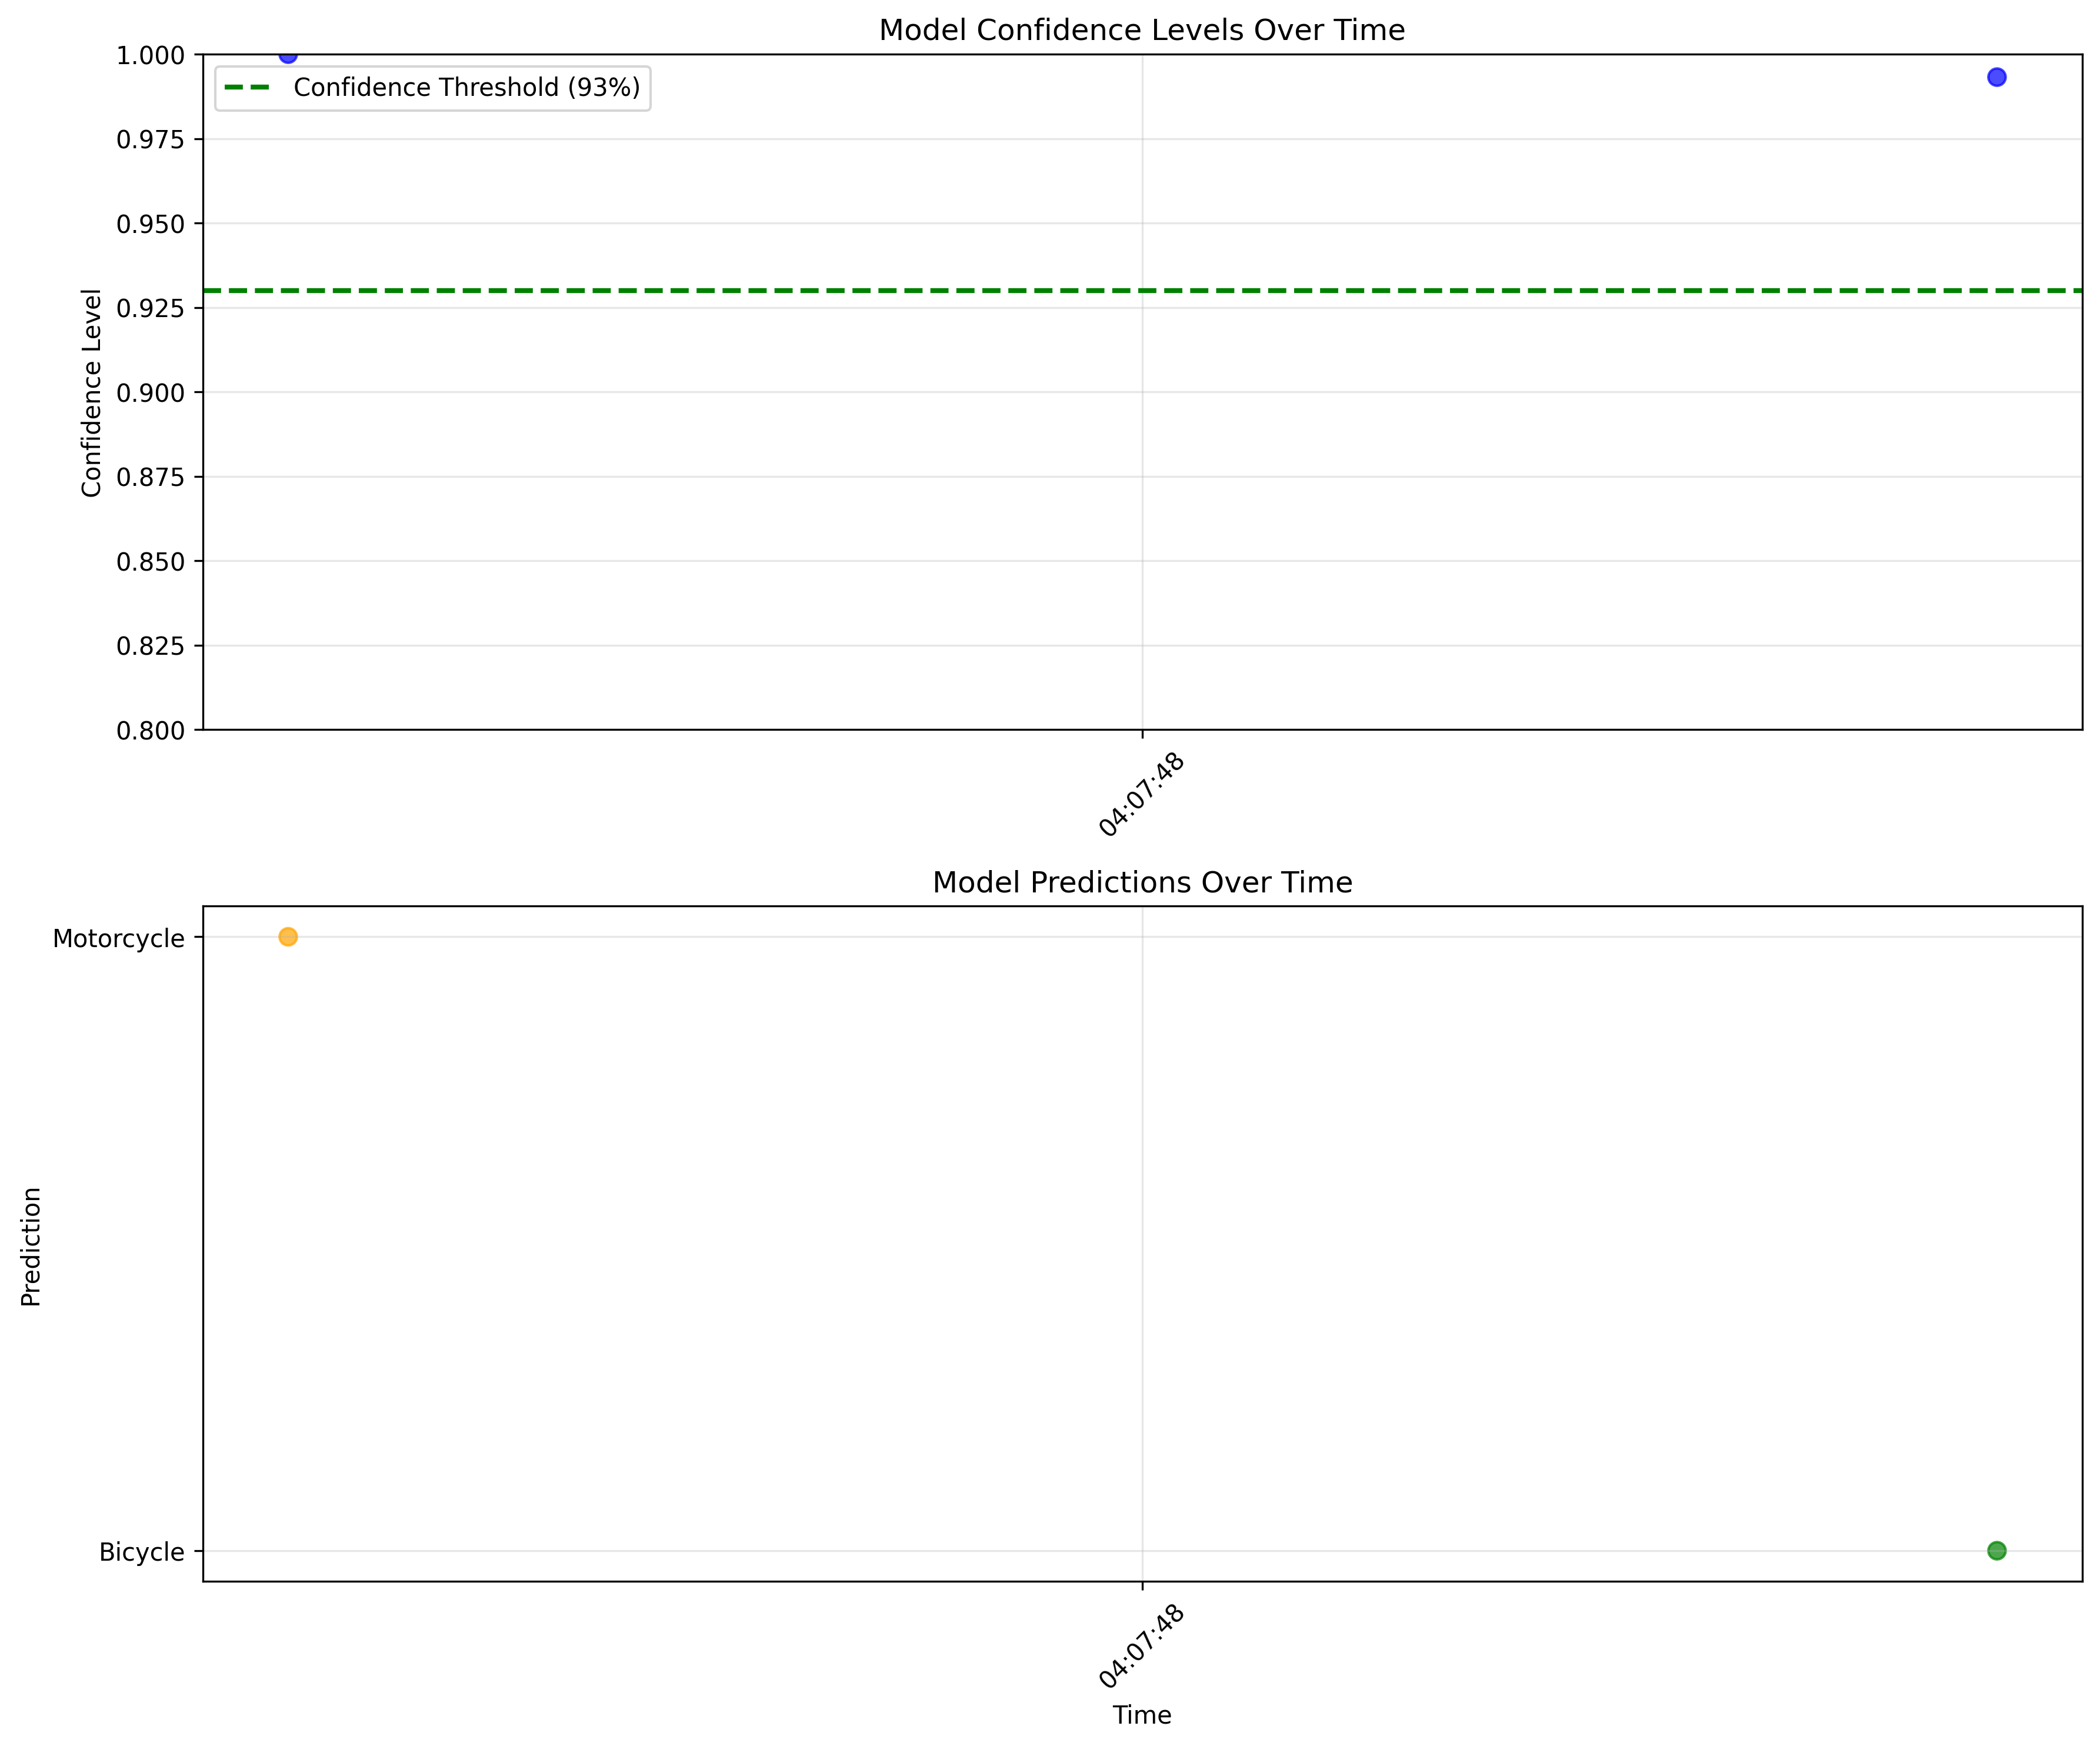 Model Confidence Levels Over Time
1.000
Confidence Threshold (93%)
0.975
0.950
0.925
0.900
0.875
0.850
0.825
0.800
Confidence Level
04:07:48
Model Predictions Over Time
Motorcycle
Bicycle
Prediction
04:07:48
Time